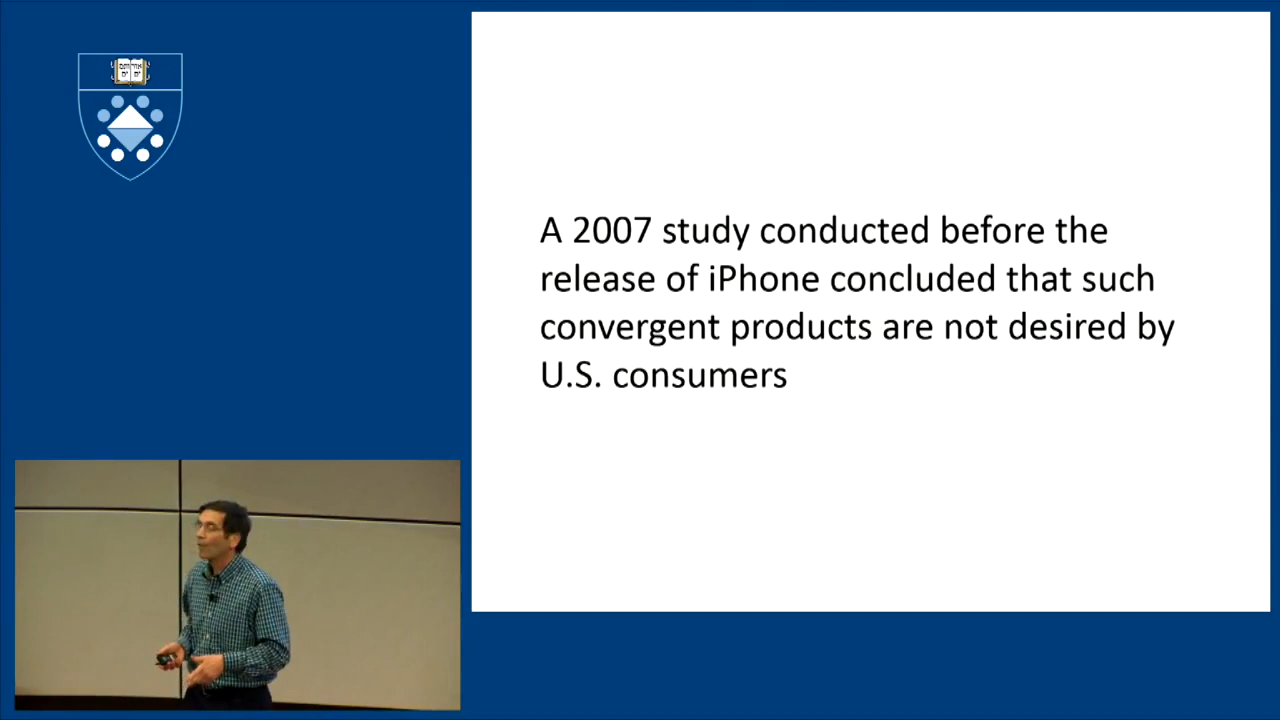 A 2007 study conducted before the
release of iPhone concluded that such
convergent products are not desired by
U.S. consumers